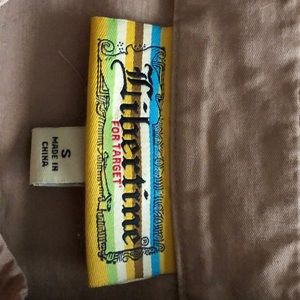 Libertine
FOR TARGET
®
S
MADE IN
CHINA